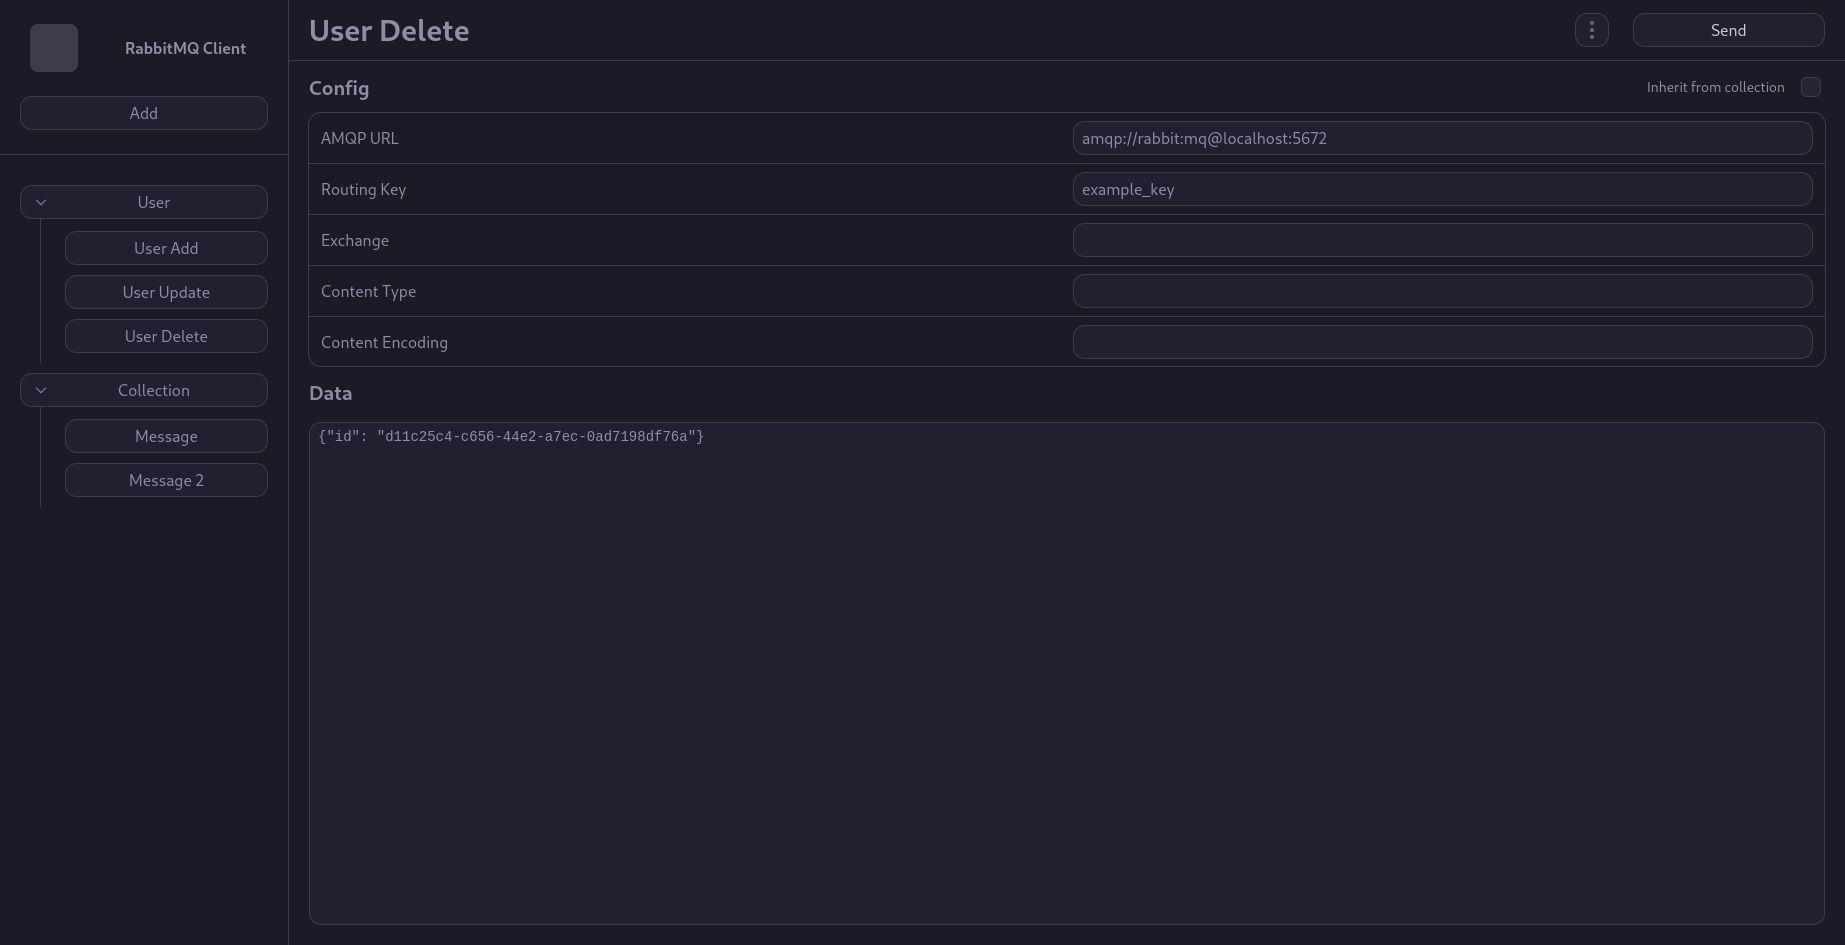 RabbitMQ Client
Add
User
User Add
User Update
User Delete
Collection
Message
Message 2
User Delete
Send
Config
Inherit from collection
AMQP URL
amqp://rabbit:mq@localhost:5672
Routing Key
example_key
Exchange
Content Type
Content Encoding
Data
{"id": "d11c25c4-c656-44e2-a7ec-0ad7198df76a"}